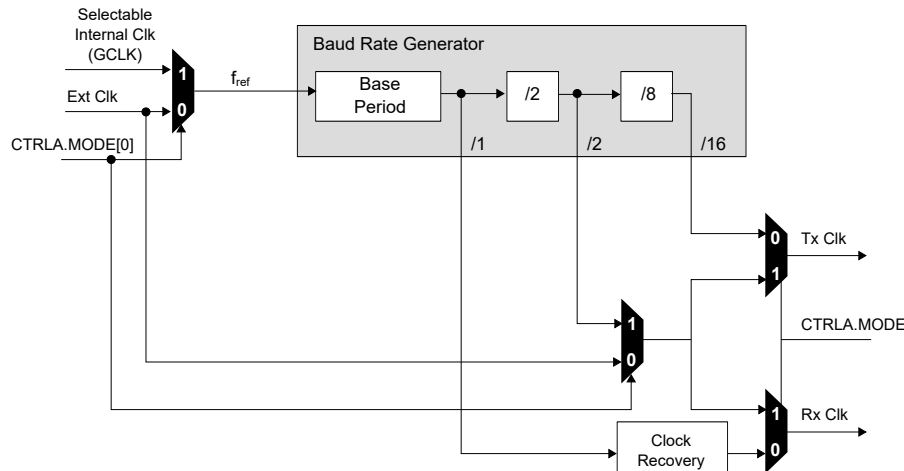 Selectable
Internal Clk
(GCLK)
Ext Clk
CTRLA.MODE[0]
1
0
fref
Baud Rate Generator
Base
Period
/2
/8
/1
/2
/16
0
1
Tx Clk
1
0
CTRLA.MODE
1
0
Rx Clk
Clock
Recovery